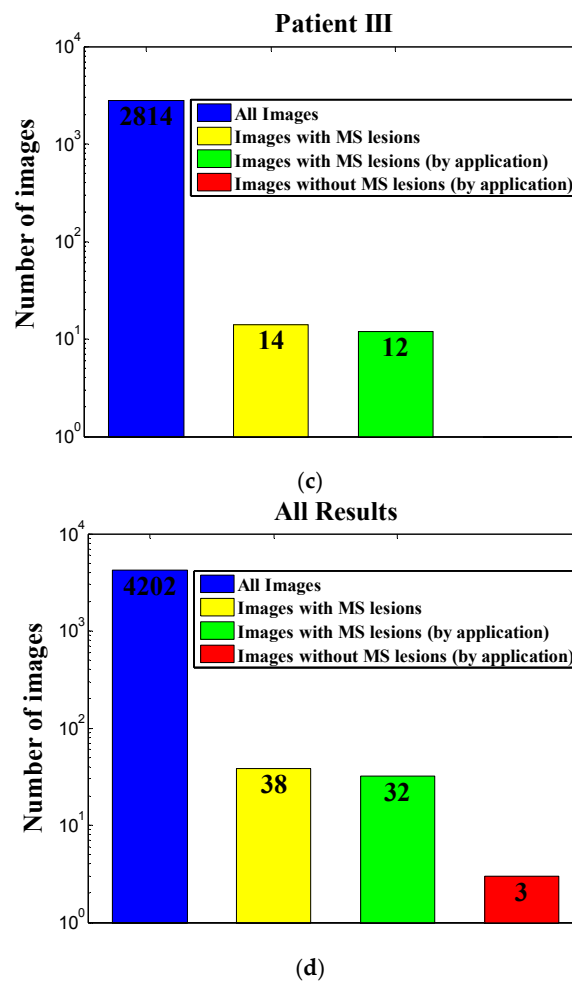 Patient III
10^4
10^3
10^2
10^1
10^0
Number of images
2814
14
12
All Images
Images with MS lesions
Images with MS lesions (by application)
Images without MS lesions (by application)
(c)
All Results
10^4
10^3
10^2
10^1
10^0
Number of images
4202
38
32
3
All Images
Images with MS lesions
Images with MS lesions (by application)
Images without MS lesions (by application)
(d)